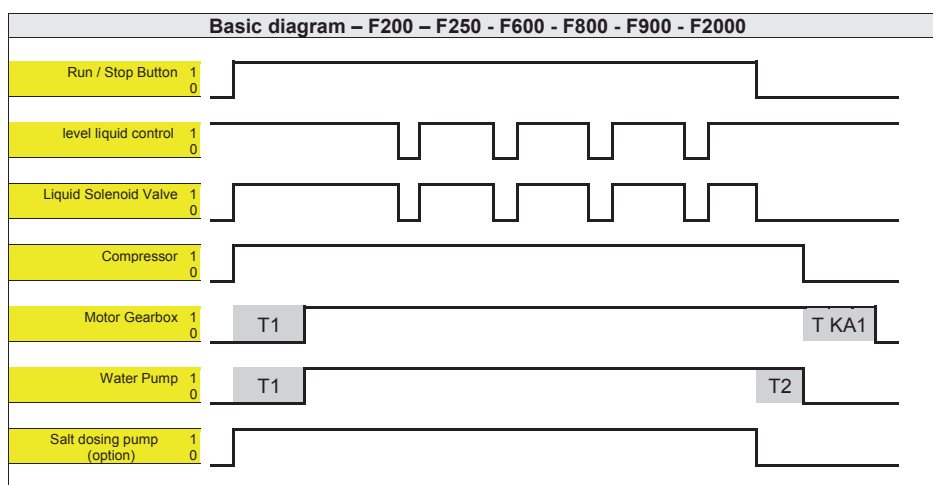 Basic diagram – F200 – F250 - F600 - F800 - F900 - F2000
Run / Stop Button 1
0
level liquid control 1
0
Liquid Solenoid Valve 1
0
Compressor 1
0
Motor Gearbox 1
0
T1
T KA1
Water Pump 1
0
T1
T2
Salt dosing pump 1
(option) 0